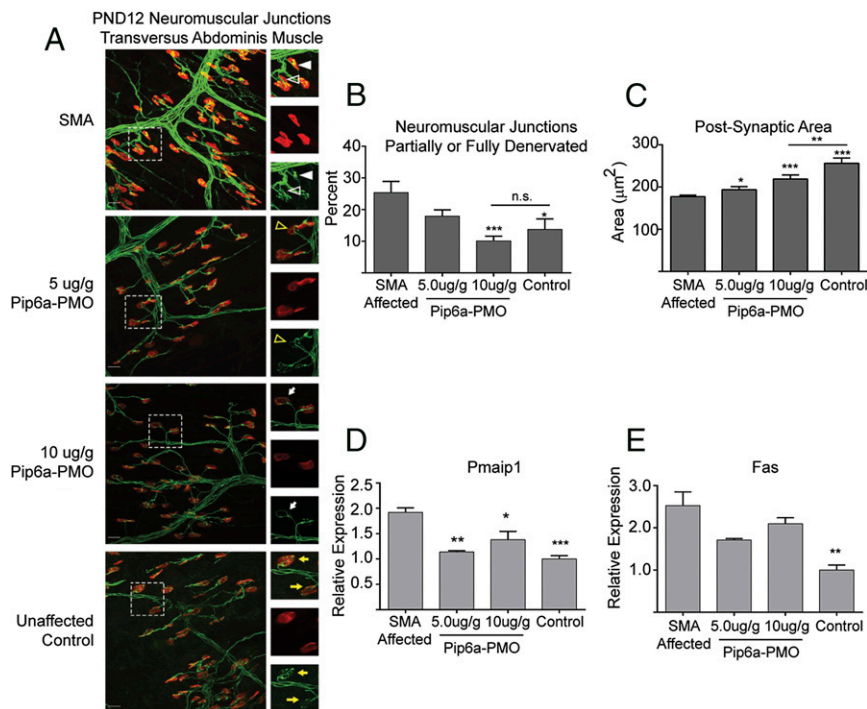 A
PND12 Neuromuscular Junctions
Transversus Abdominis Muscle
SMA
5 ug/g
Pip6a-PMO
10 ug/g
Pip6a-PMO
Unaffected
Control
B
Neuromuscular Junctions
Partially or Fully Denervated
Percent
40
30
20
10
n.s.
***
*
SMA
Affected
5.0ug/g
10ug/g
Control
Pip6a-PMO
C
Post-Synaptic Area
Area (μm2)
300
200
100
*
***
**
***
SMA
Affected
5.0ug/g
10ug/g
Control
Pip6a-PMO
D
Pmaip1
Relative Expression
2.5
2.0
1.5
1.0
0.5
**
*
***
SMA
Affected
5.0ug/g
10ug/g
Control
Pip6a-PMO
E
Fas
Relative Expression
3.0
2.0
1.0
**
SMA
Affected
5.0ug/g
10ug/g
Control
Pip6a-PMO